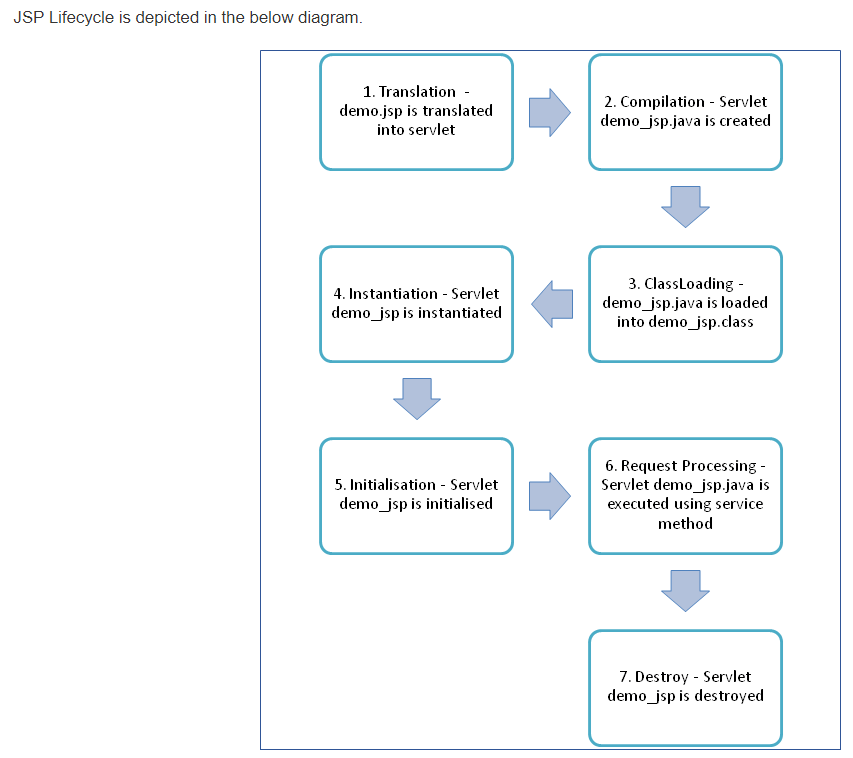 JSP Lifecycle is depicted in the below diagram.
1. Translation -
demo.jsp is translated
into servlet
2. Compilation - Servlet
demo_jsp.java is created
3. ClassLoading -
demo_jsp.java is loaded
into demo_jsp.class
4. Instantiation - Servlet
demo_jsp is instantiated
5. Initialisation - Servlet
demo_jsp is initialised
6. Request Processing -
Servlet demo_jsp.java is
executed using service
method
7. Destroy - Servlet
demo_jsp is destroyed